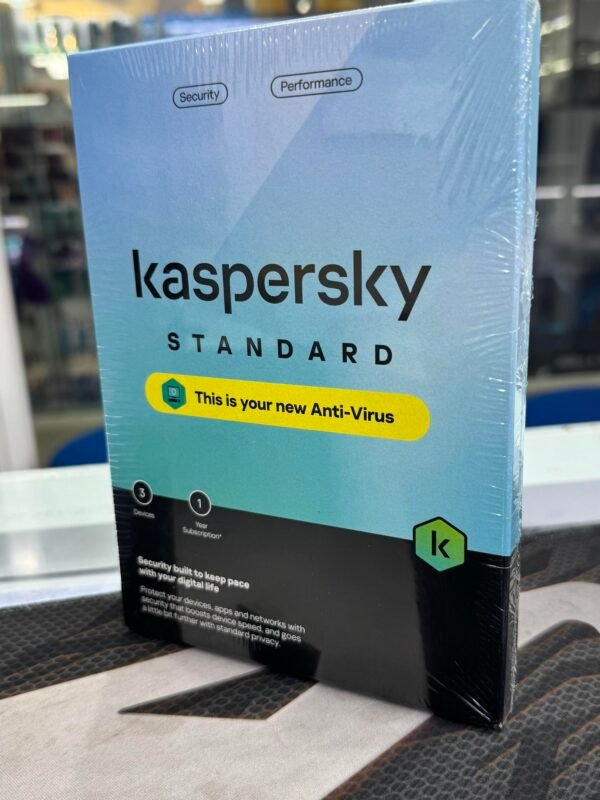 Security
Performance
kaspersky
STANDARD
This is your new Anti-Virus
3
Devices
1
Year
Subscription*
Security built to keep pace
with your digital life
Protect your devices, apps and networks with
security that boosts device speed, and goes
a little bit further with standard privacy.
k